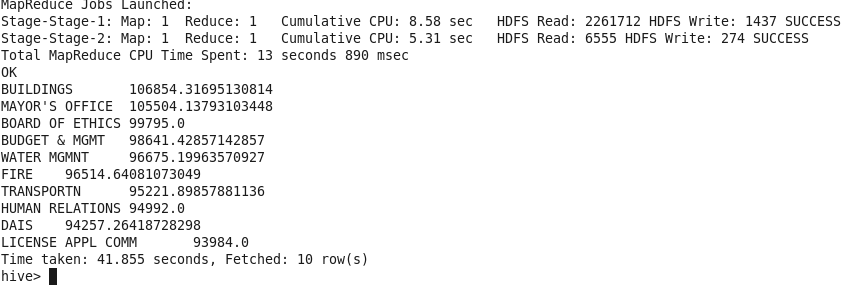 MapReduce Jobs Launched:
Stage-Stage-1: Map: 1  Reduce: 1   Cumulative CPU: 8.58 sec   HDFS Read: 2261712 HDFS Write: 1437 SUCCESS
Stage-Stage-2: Map: 1  Reduce: 1   Cumulative CPU: 5.31 sec   HDFS Read: 6555 HDFS Write: 274 SUCCESS
Total MapReduce CPU Time Spent: 13 seconds 890 msec
OK
BUILDINGS       106854.31695130814
MAYOR'S OFFICE  105504.13793103448
BOARD OF ETHICS 99795.0
BUDGET & MGMT   98641.42857142857
WATER MGMNT     96675.19963570927
FIRE    96514.64081073049
TRANSPORTN      95221.89857881136
HUMAN RELATIONS 94992.0
DAIS    94257.26418728298
LICENSE APPL COMM       93984.0
Time taken: 41.855 seconds, Fetched: 10 row(s)
hive>